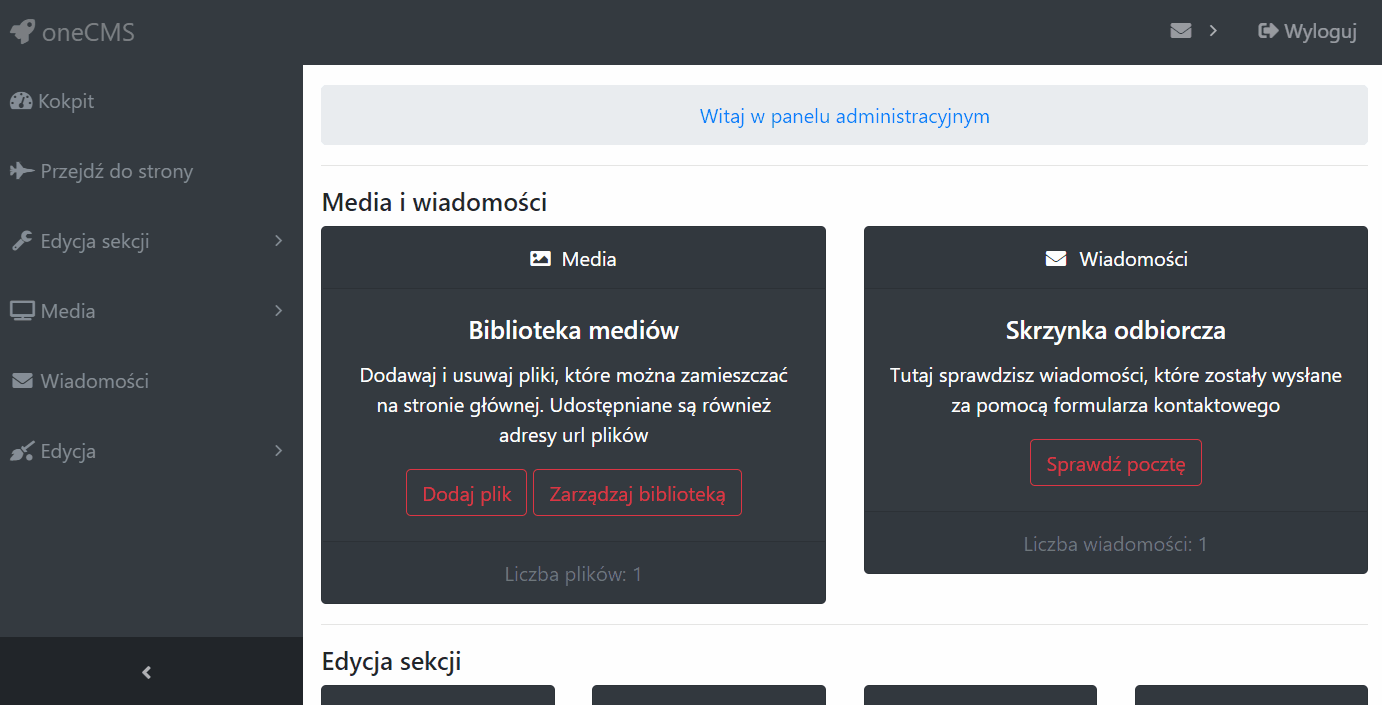 oneCMS
Wyloguj
Kokpit
Przejdź do strony
Edycja sekcji
Media
Wiadomości
Edycja
Witaj w panelu administracyjnym
Media i wiadomości
Media
Biblioteka mediów
Dodawaj i usuwaj pliki, które można zamieszczać
na stronie głównej. Udostępniane są również
adresy url plików
Dodaj plik
Zarządzaj biblioteką
Liczba plików: 1
Wiadomości
Skrzynka odbiorcza
Tutaj sprawdzisz wiadomości, które zostały wysłane
za pomocą formularza kontaktowego
Sprawdź pocztę
Liczba wiadomości: 1
Edycja sekcji